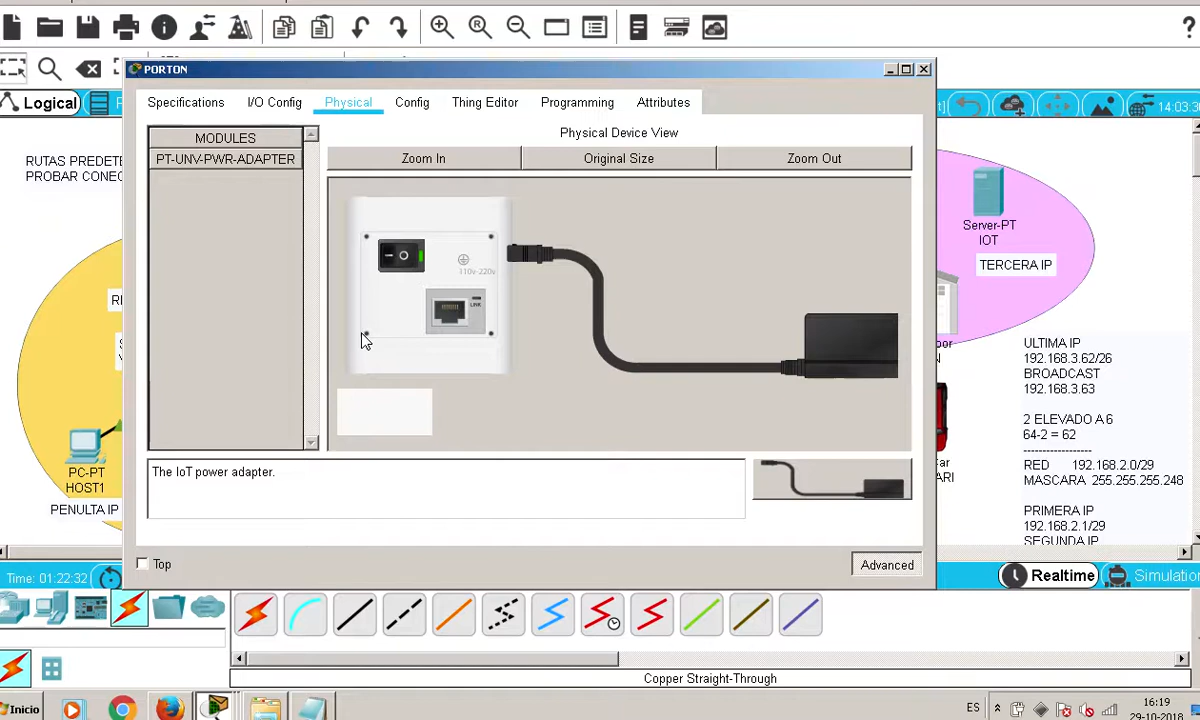 ?
PORTON
Logical
P
14:03:3
Specifications
I/O Config
Physical
Config
Thing Editor
Programming
Attributes
MODULES
PT-UNV-PWR-ADAPTER
Physical Device View
Zoom In
Original Size
Zoom Out
110v-220v
LINK
The IoT power adapter.
Top
Advanced
RUTAS PREDETE
PROBAR CONEC
PC-PT
HOST1
PENULTA IP
Server-PT
IOT
TERCERA IP
ULTIMA IP
192.168.3.62/26
BROADCAST
192.168.3.63
2 ELEVADO A 6
64-2 = 62
------------------
RED 192.168.2.0/29
MASCARA 255.255.255.248
PRIMERA IP
192.168.2.1/29
SEGUNDA IP
Time: 01:22:32
Realtime
Simulation
Copper Straight-Through
Inicio
ES
16:19
29-10-2018